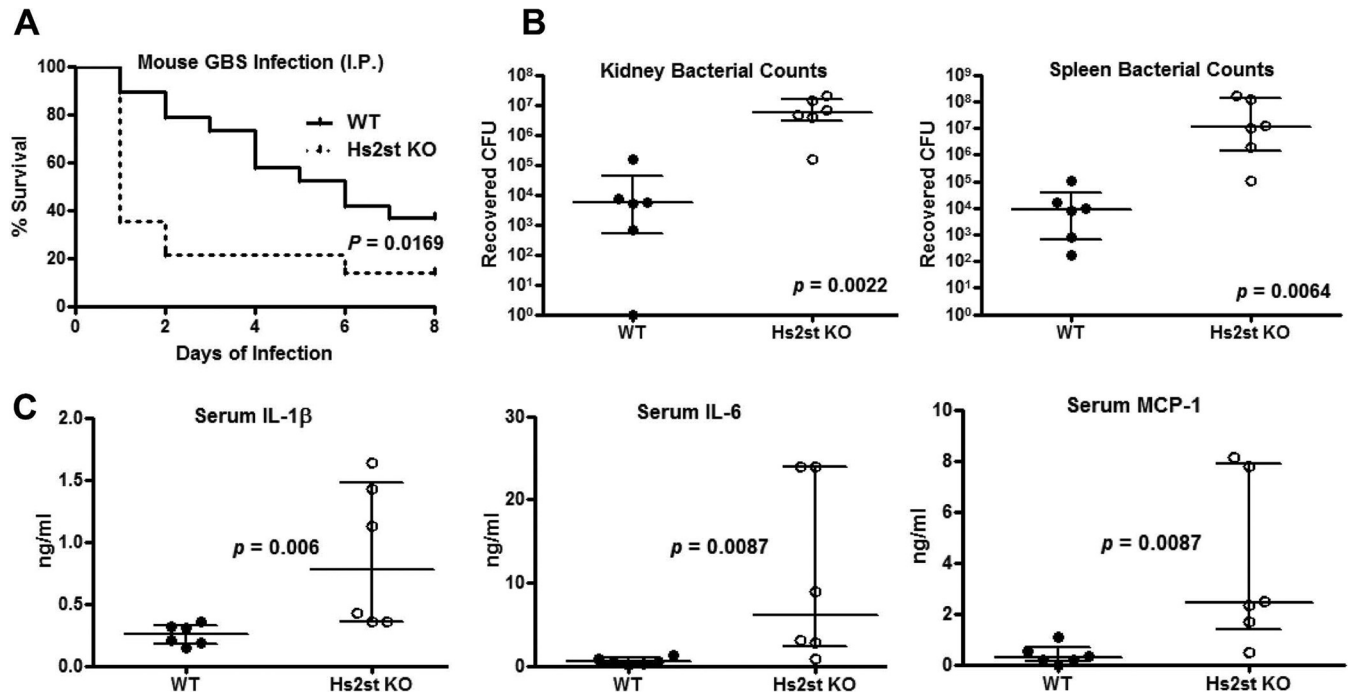 A
Mouse GBS Infection (I.P.)
100
80
60
40
20
0
% Survival
WT
Hs2st KO
P = 0.0169
0 2 4 6 8
Days of Infection
B
Kidney Bacterial Counts
10⁸
10⁷
10⁶
10⁵
10⁴
10³
10²
10¹
10⁰
Recovered CFU
p = 0.0022
WT Hs2st KO
Spleen Bacterial Counts
10⁹
10⁸
10⁷
10⁶
10⁵
10⁴
10³
10²
10¹
10⁰
Recovered CFU
p = 0.0064
WT Hs2st KO
C
Serum IL-1β
2.0
1.5
1.0
0.5
0.0
ng/ml
p = 0.006
WT Hs2st KO
Serum IL-6
30
20
10
0
ng/ml
p = 0.0087
WT Hs2st KO
Serum MCP-1
10
8
6
4
2
0
ng/ml
p = 0.0087
WT Hs2st KO